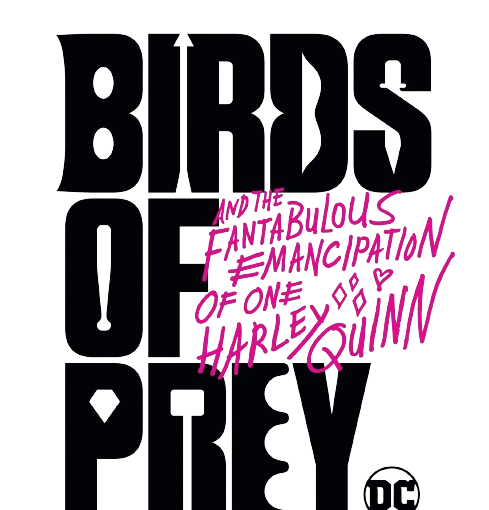 BIRDS
OF
AND THE
FANTABULOUS
EMANCIPATION
OF ONE
HARLEY QUINN
PREY
DC